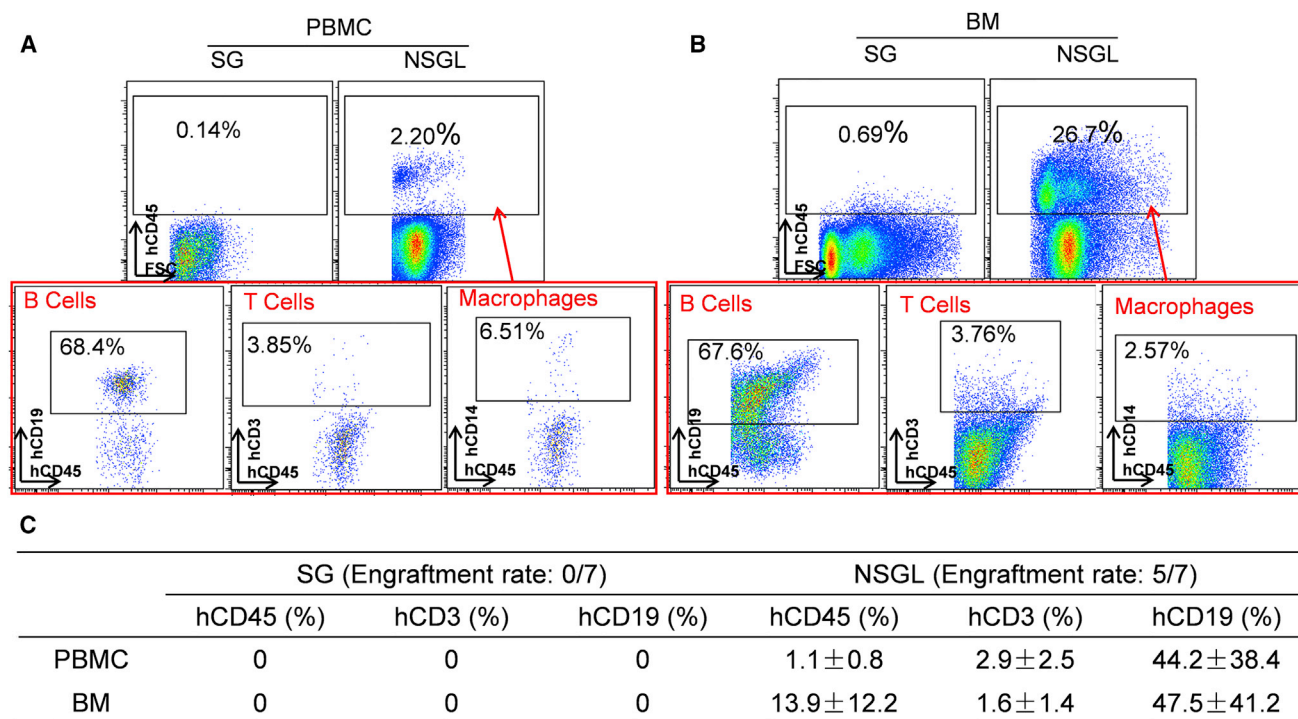 A
PBMC
SG NSGL
0.14% 2.20%
hCD45
FSC
B Cells T Cells Macrophages
68.4% 3.85% 6.51%
hCD19 hCD3 hCD14
hCD45 hCD45 hCD45
B
BM
SG NSGL
0.69% 26.7%
hCD45
FSC
B Cells T Cells Macrophages
67.6% 3.76% 2.57%
hCD19 hCD3 hCD14
hCD45 hCD45 hCD45
C
SG (Engraftment rate: 0/7) NSGL (Engraftment rate: 5/7)
hCD45 (%) hCD3 (%) hCD19 (%) hCD45 (%) hCD3 (%) hCD19 (%)
PBMC 0 0 0 1.1±0.8 2.9±2.5 44.2±38.4
BM 0 0 0 13.9±12.2 1.6±1.4 47.5±41.2